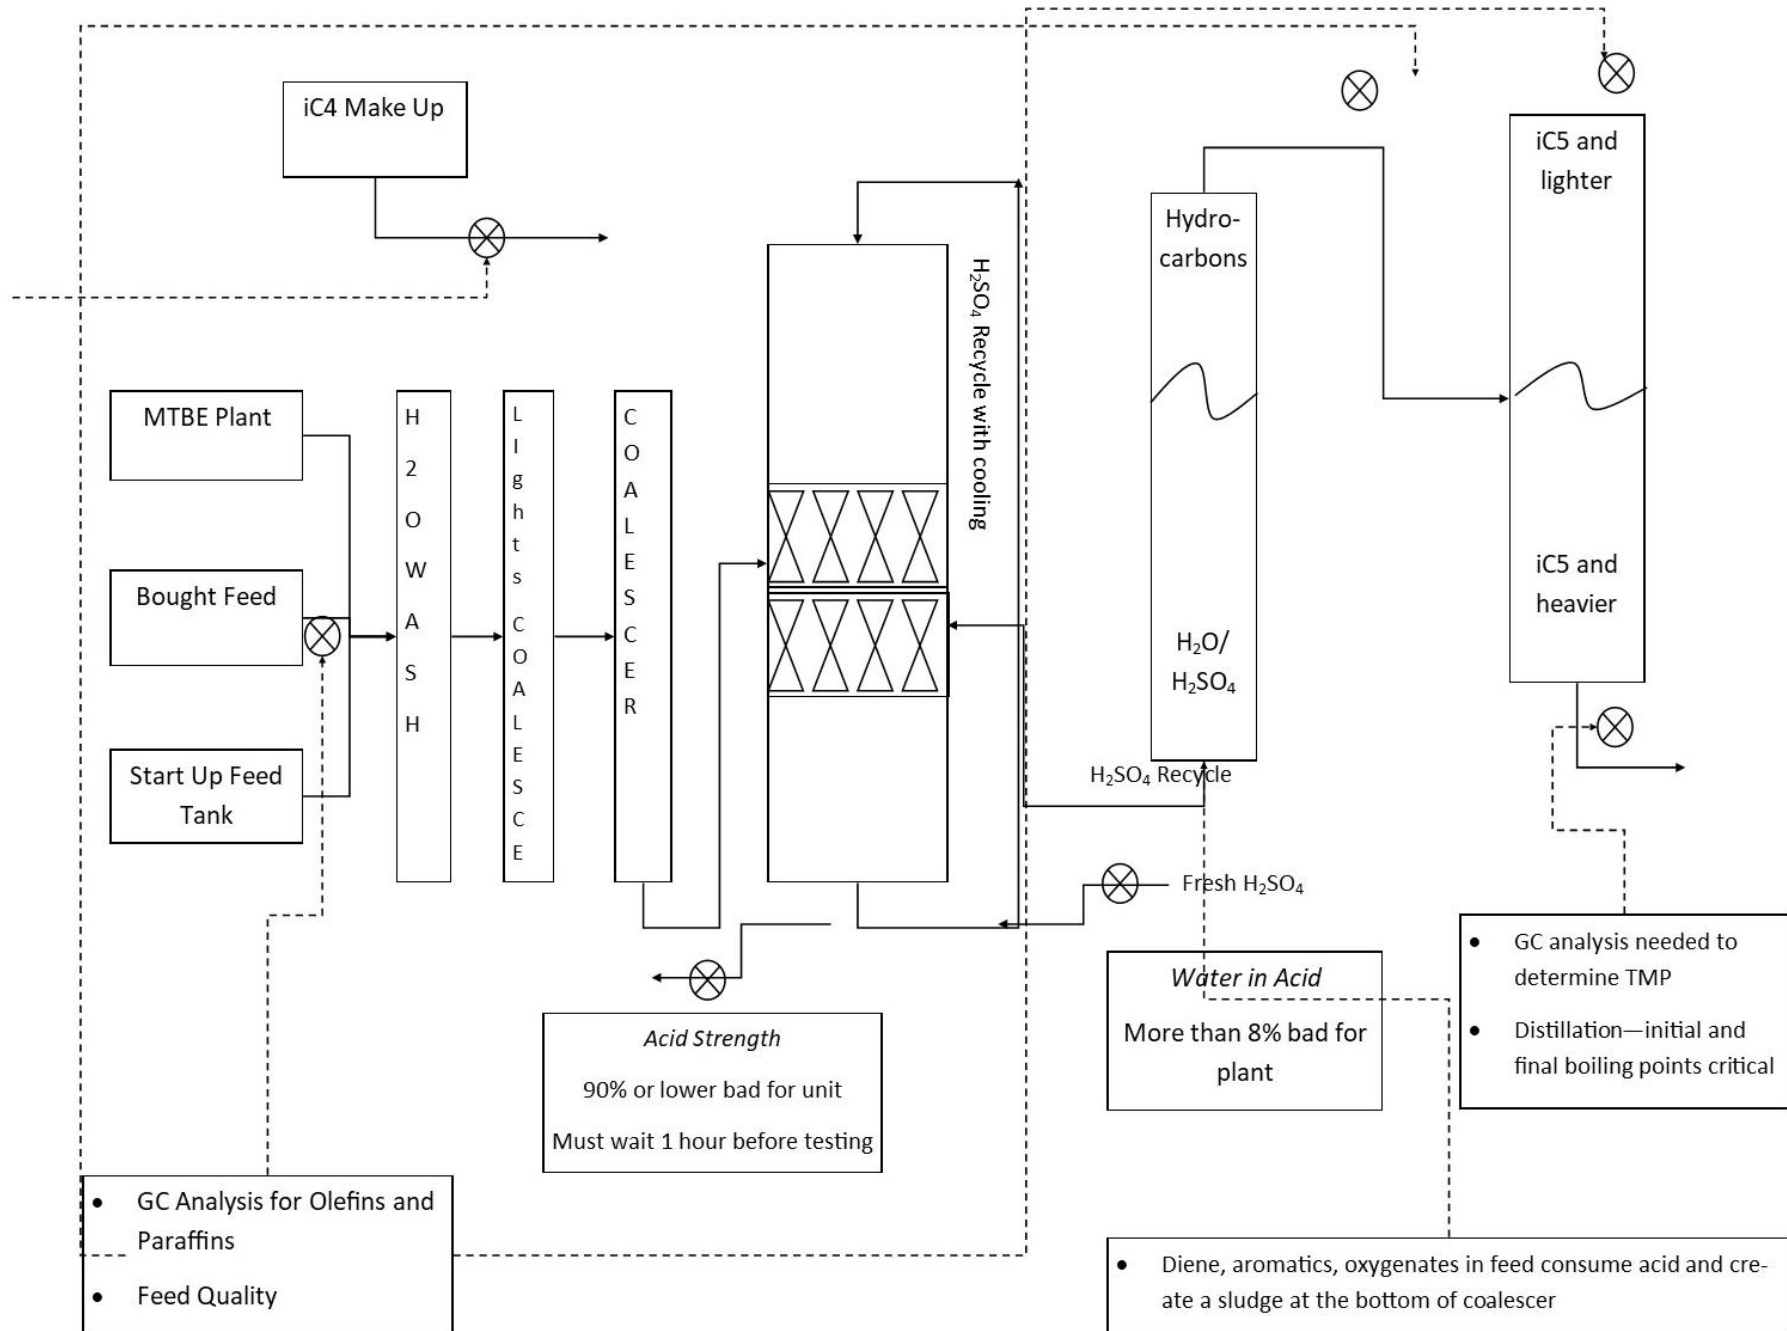 iC4 Make Up
iC5 and
lighter
Hydro-
carbons
H₂SO₄ Recycle with cooling
MTBE Plant
Bought Feed
Start Up Feed
Tank
H2OWASH
LIghts COALESCE
COALESCER
H₂O/
H₂SO₄
iC5 and
heavier
H₂SO₄ Recycle
Fresh H₂SO₄
Acid Strength
90% or lower bad for unit
Must wait 1 hour before testing
Water in Acid
More than 8% bad for
plant
• GC analysis needed to
determine TMP
• Distillation—initial and
final boiling points critical
• GC Analysis for Olefins and
Paraffins
• Feed Quality
• Diene, aromatics, oxygenates in feed consume acid and cre-
ate a sludge at the bottom of coalescer